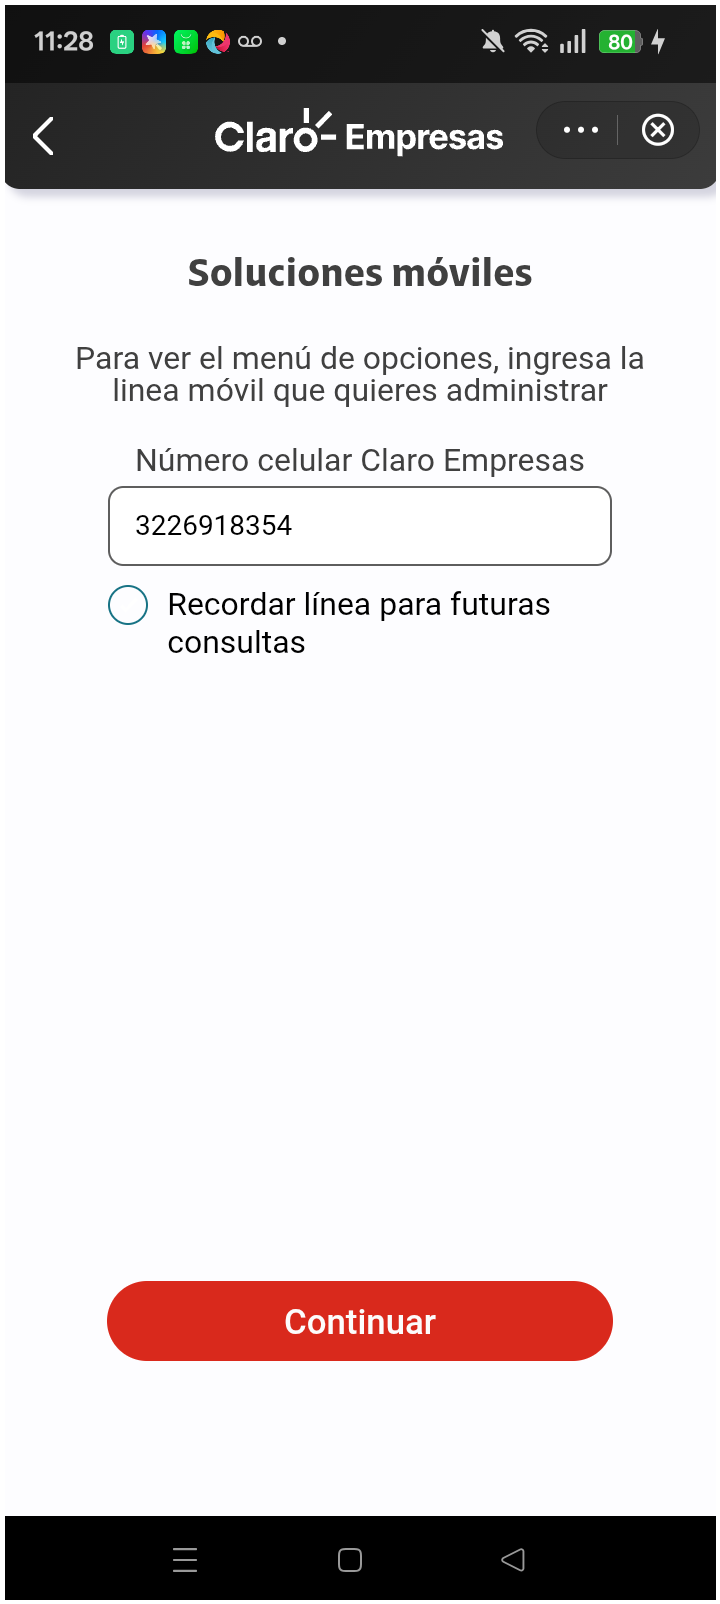 11:28
80
Claro Empresas
Soluciones móviles
Para ver el menú de opciones, ingresa la
linea móvil que quieres administrar
Número celular Claro Empresas
3226918354
Recordar línea para futuras
consultas
Continuar